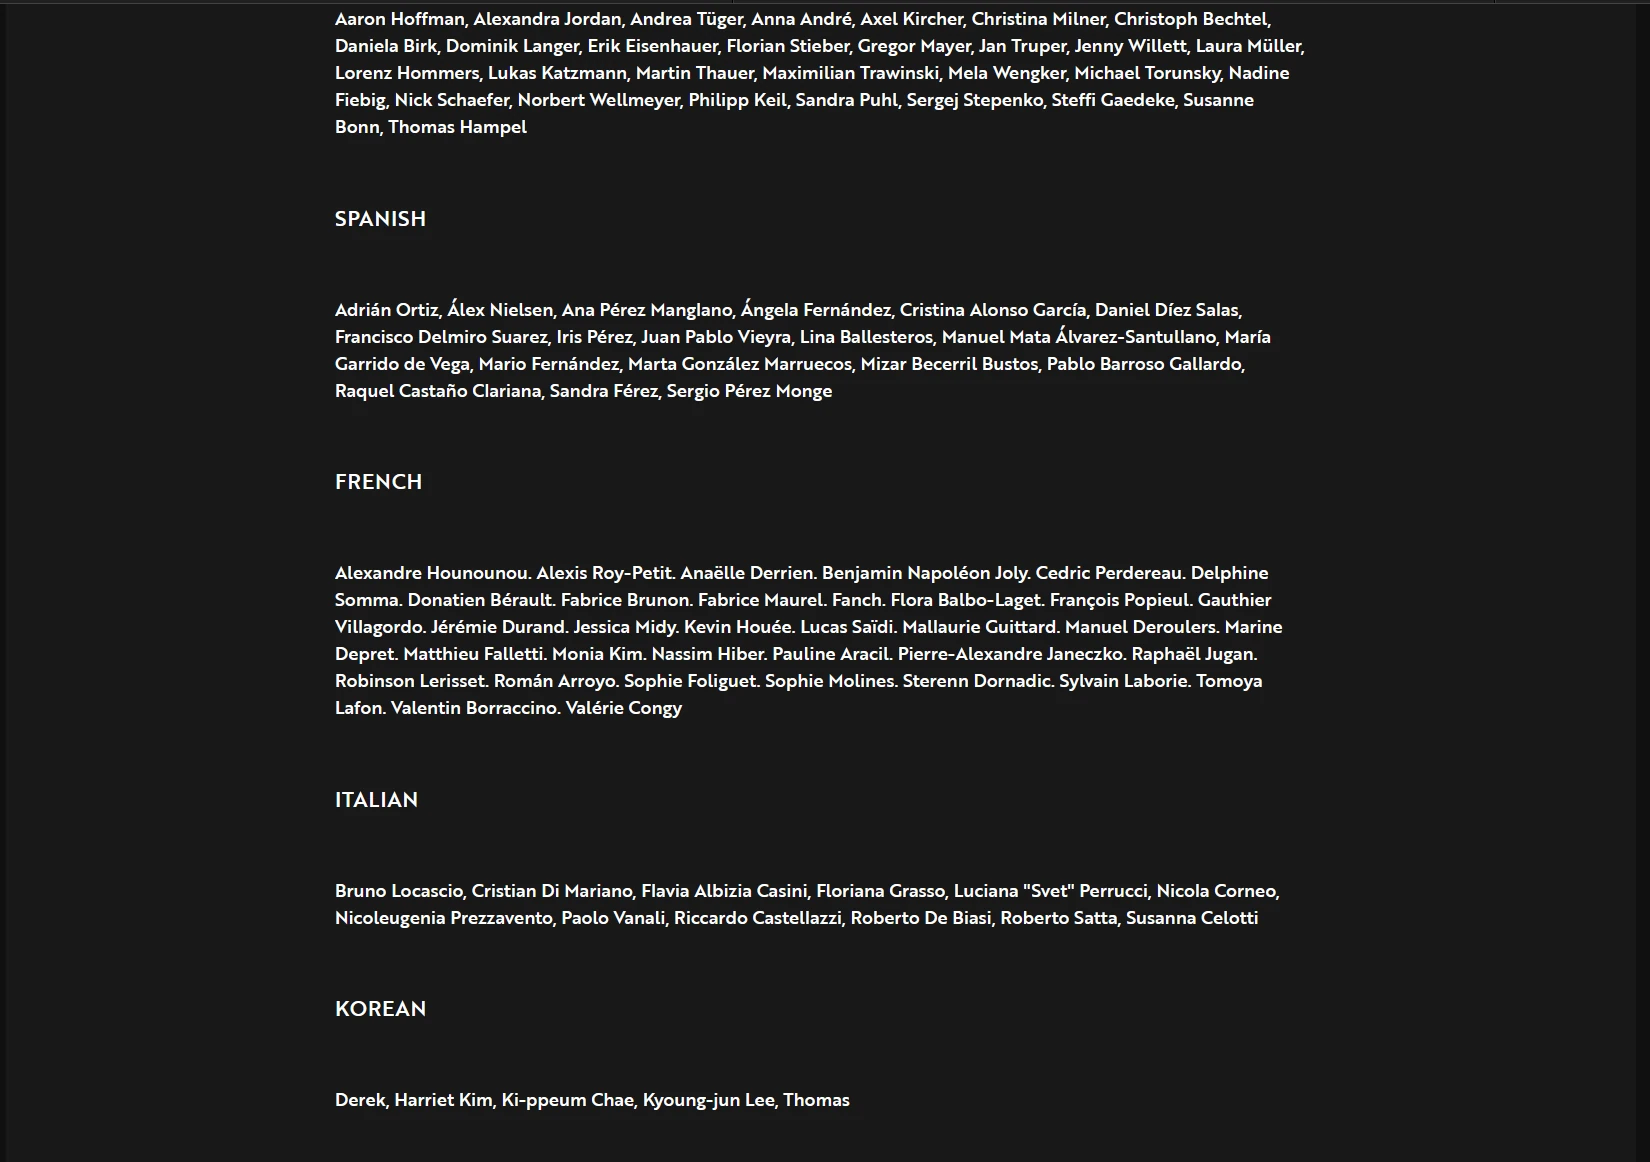 Aaron Hoffman, Alexandra Jordan, Andrea Tüger, Anna André, Axel Kircher, Christina Milner, Christoph Bechtel,
Daniela Birk, Dominik Langer, Erik Eisenhauer, Florian Stieber, Gregor Mayer, Jan Truper, Jenny Willett, Laura Müller,
Lorenz Hommers, Lukas Katzmann, Martin Thauer, Maximilian Trawinski, Mela Wengker, Michael Torunsky, Nadine
Fiebig, Nick Schaefer, Norbert Wellmeyer, Philipp Keil, Sandra Puhl, Sergej Stepenko, Steffi Gaedeke, Susanne
Bonn, Thomas Hampel
SPANISH
Adrián Ortiz, Álex Nielsen, Ana Pérez Manglano, Ángela Fernández, Cristina Alonso García, Daniel Díez Salas,
Francisco Delmiro Suarez, Iris Pérez, Juan Pablo Vieyra, Lina Ballesteros, Manuel Mata Álvarez-Santullano, María
Garrido de Vega, Mario Fernández, Marta González Marruecos, Mizar Becerril Bustos, Pablo Barroso Gallardo,
Raquel Castaño Clariana, Sandra Férez, Sergio Pérez Monge
FRENCH
Alexandre Hounounou. Alexis Roy-Petit. Anaëlle Derrien. Benjamin Napoléon Joly. Cedric Perdereau. Delphine
Somma. Donatien Bérault. Fabrice Brunon. Fabrice Maurel. Fanch. Flora Balbo-Laget. François Popieul. Gauthier
Villagordo. Jérémie Durand. Jessica Midy. Kevin Houée. Lucas Saïdi. Mallaurie Guittard. Manuel Deroulers. Marine
Depret. Matthieu Falletti. Monia Kim. Nassim Hiber. Pauline Aracil. Pierre-Alexandre Janeczko. Raphaël Jugan.
Robinson Lerisset. Román Arroyo. Sophie Foliguet. Sophie Molines. Sterenn Dornadic. Sylvain Laborie. Tomoya
Lafon. Valentin Borraccino. Valérie Congy
ITALIAN
Bruno Locascio, Cristian Di Mariano, Flavia Albizia Casini, Floriana Grasso, Luciana "Svet" Perrucci, Nicola Corneo,
Nicoleugenia Prezzavento, Paolo Vanali, Riccardo Castellazzi, Roberto De Biasi, Roberto Satta, Susanna Celotti
KOREAN
Derek, Harriet Kim, Ki-ppeum Chae, Kyoung-jun Lee, Thomas